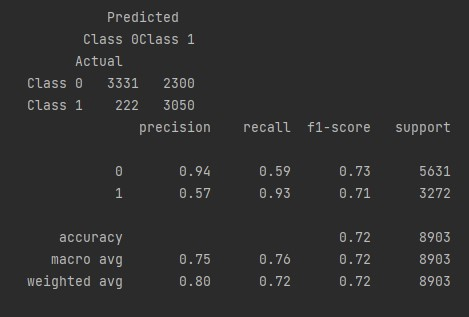 Predicted
Class 0Class 1
Actual
Class 0 3331 2300
Class 1 222 3050
precision recall f1-score support
0 0.94 0.59 0.73 5631
1 0.57 0.93 0.71 3272
accuracy 0.72 8903
macro avg 0.75 0.76 0.72 8903
weighted avg 0.80 0.72 0.72 8903